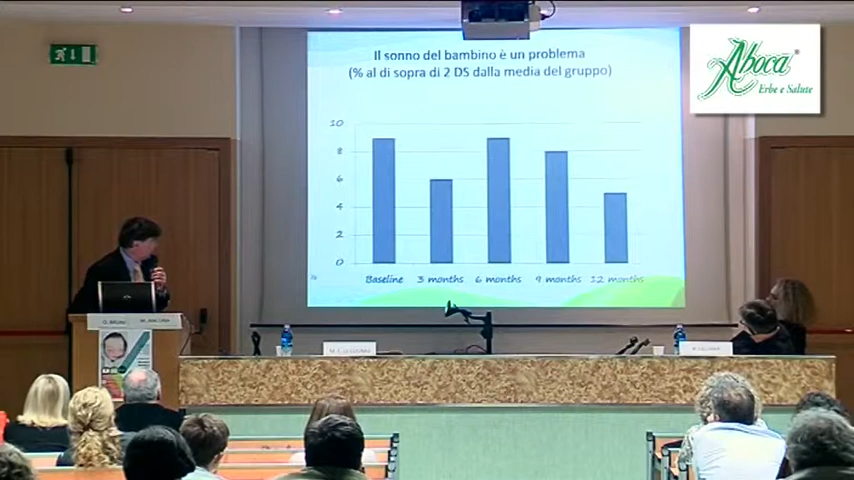 Il sonno del bambino è un problema
(% al di sopra di 2 DS dalla media del gruppo)
Aboca®
Erbe e Salute
10
8
6
4
2
0
%
Baseline 3 months 6 months 9 months 12 months